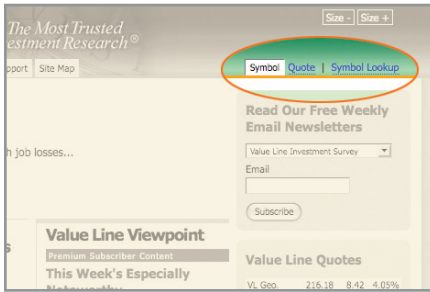 Size - Size +
The Most Trusted
estment Research®
pport Site Map
Symbol Quote | Symbol Lookup
Read Our Free Weekly
Email Newsletters
h job losses...
Value Line Investment Survey
Email
Subscribe
Value Line Viewpoint
Premium Subscriber Content
s
This Week's Especially
Noteworthy
Value Line Quotes
VL Geo. 216.18 8.42 4.05%